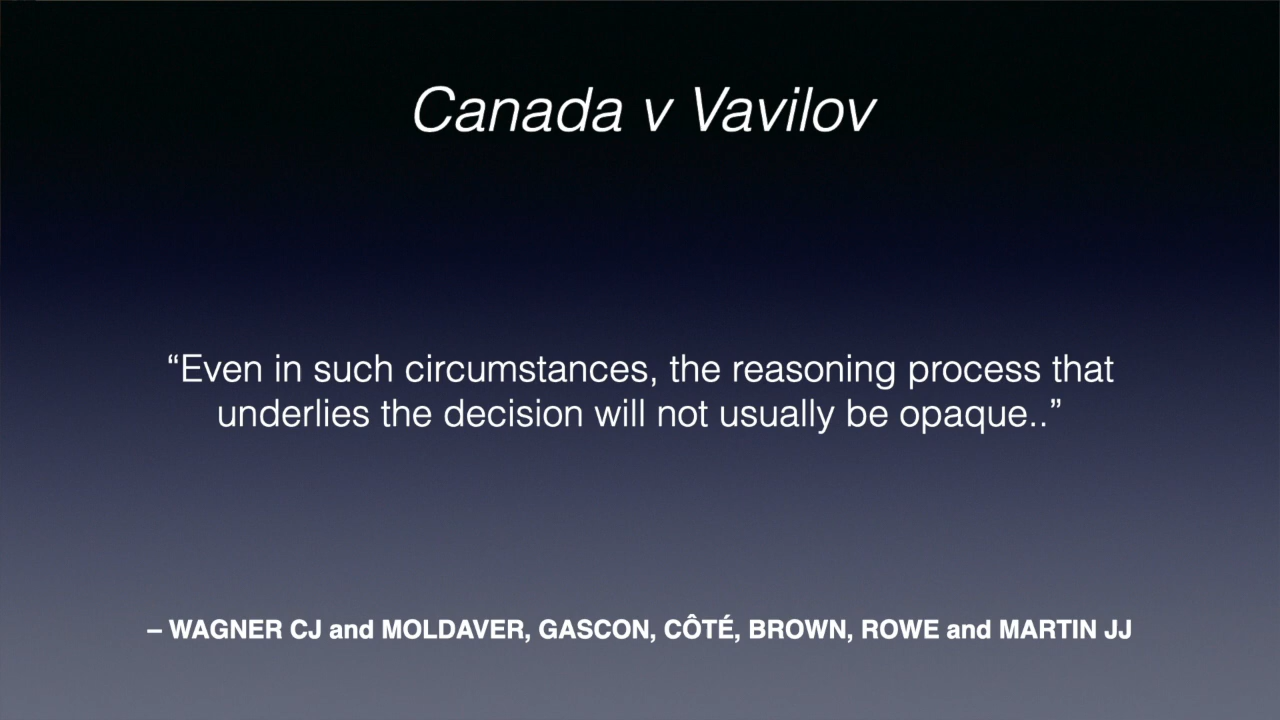 Canada v Vavilov
“Even in such circumstances, the reasoning process that
underlies the decision will not usually be opaque..”
– WAGNER CJ and MOLDAVER, GASCON, CÔTÉ, BROWN, ROWE and MARTIN JJ